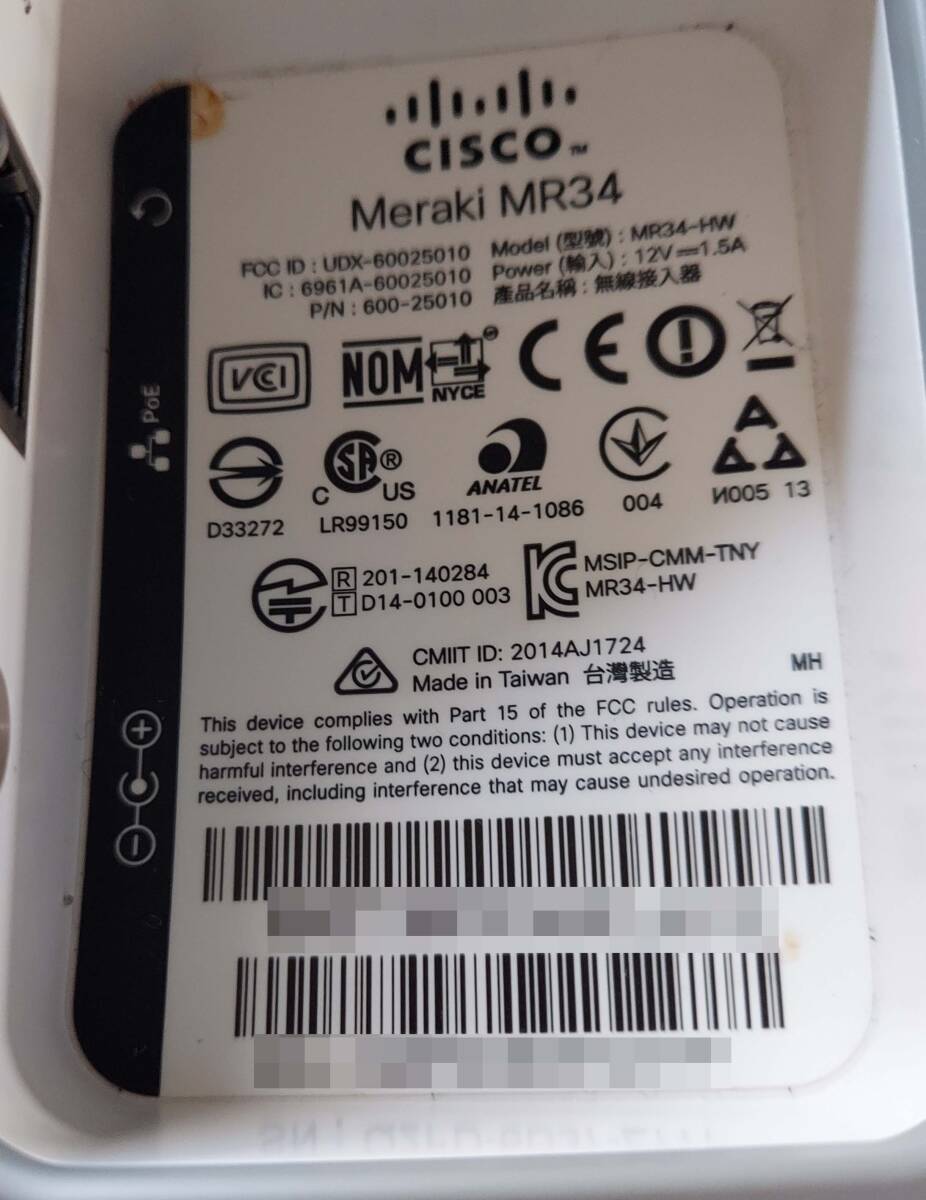 CISCO™
Meraki MR34
FCC ID : UDX-60025010
IC : 6961A-60025010
P/N : 600-25010
Model (型號) : MR34-HW
Power (輸入) : 12V⎓1.5A
產品名稱 : 無線接入器
VCI
NOM
NYCE
CE
PoE
D33272
C SA® US
LR99150
ANATEL
1181-14-1086
004
И005 13
R 201-140284
T D14-0100 003
MSIP-CMM-TNY
MR34-HW
CMIIT ID: 2014AJ1724
Made in Taiwan 台灣製造
MH
This device complies with Part 15 of the FCC rules. Operation is
subject to the following two conditions: (1) This device may not cause
harmful interference and (2) this device must accept any interference
received, including interference that may cause undesired operation.